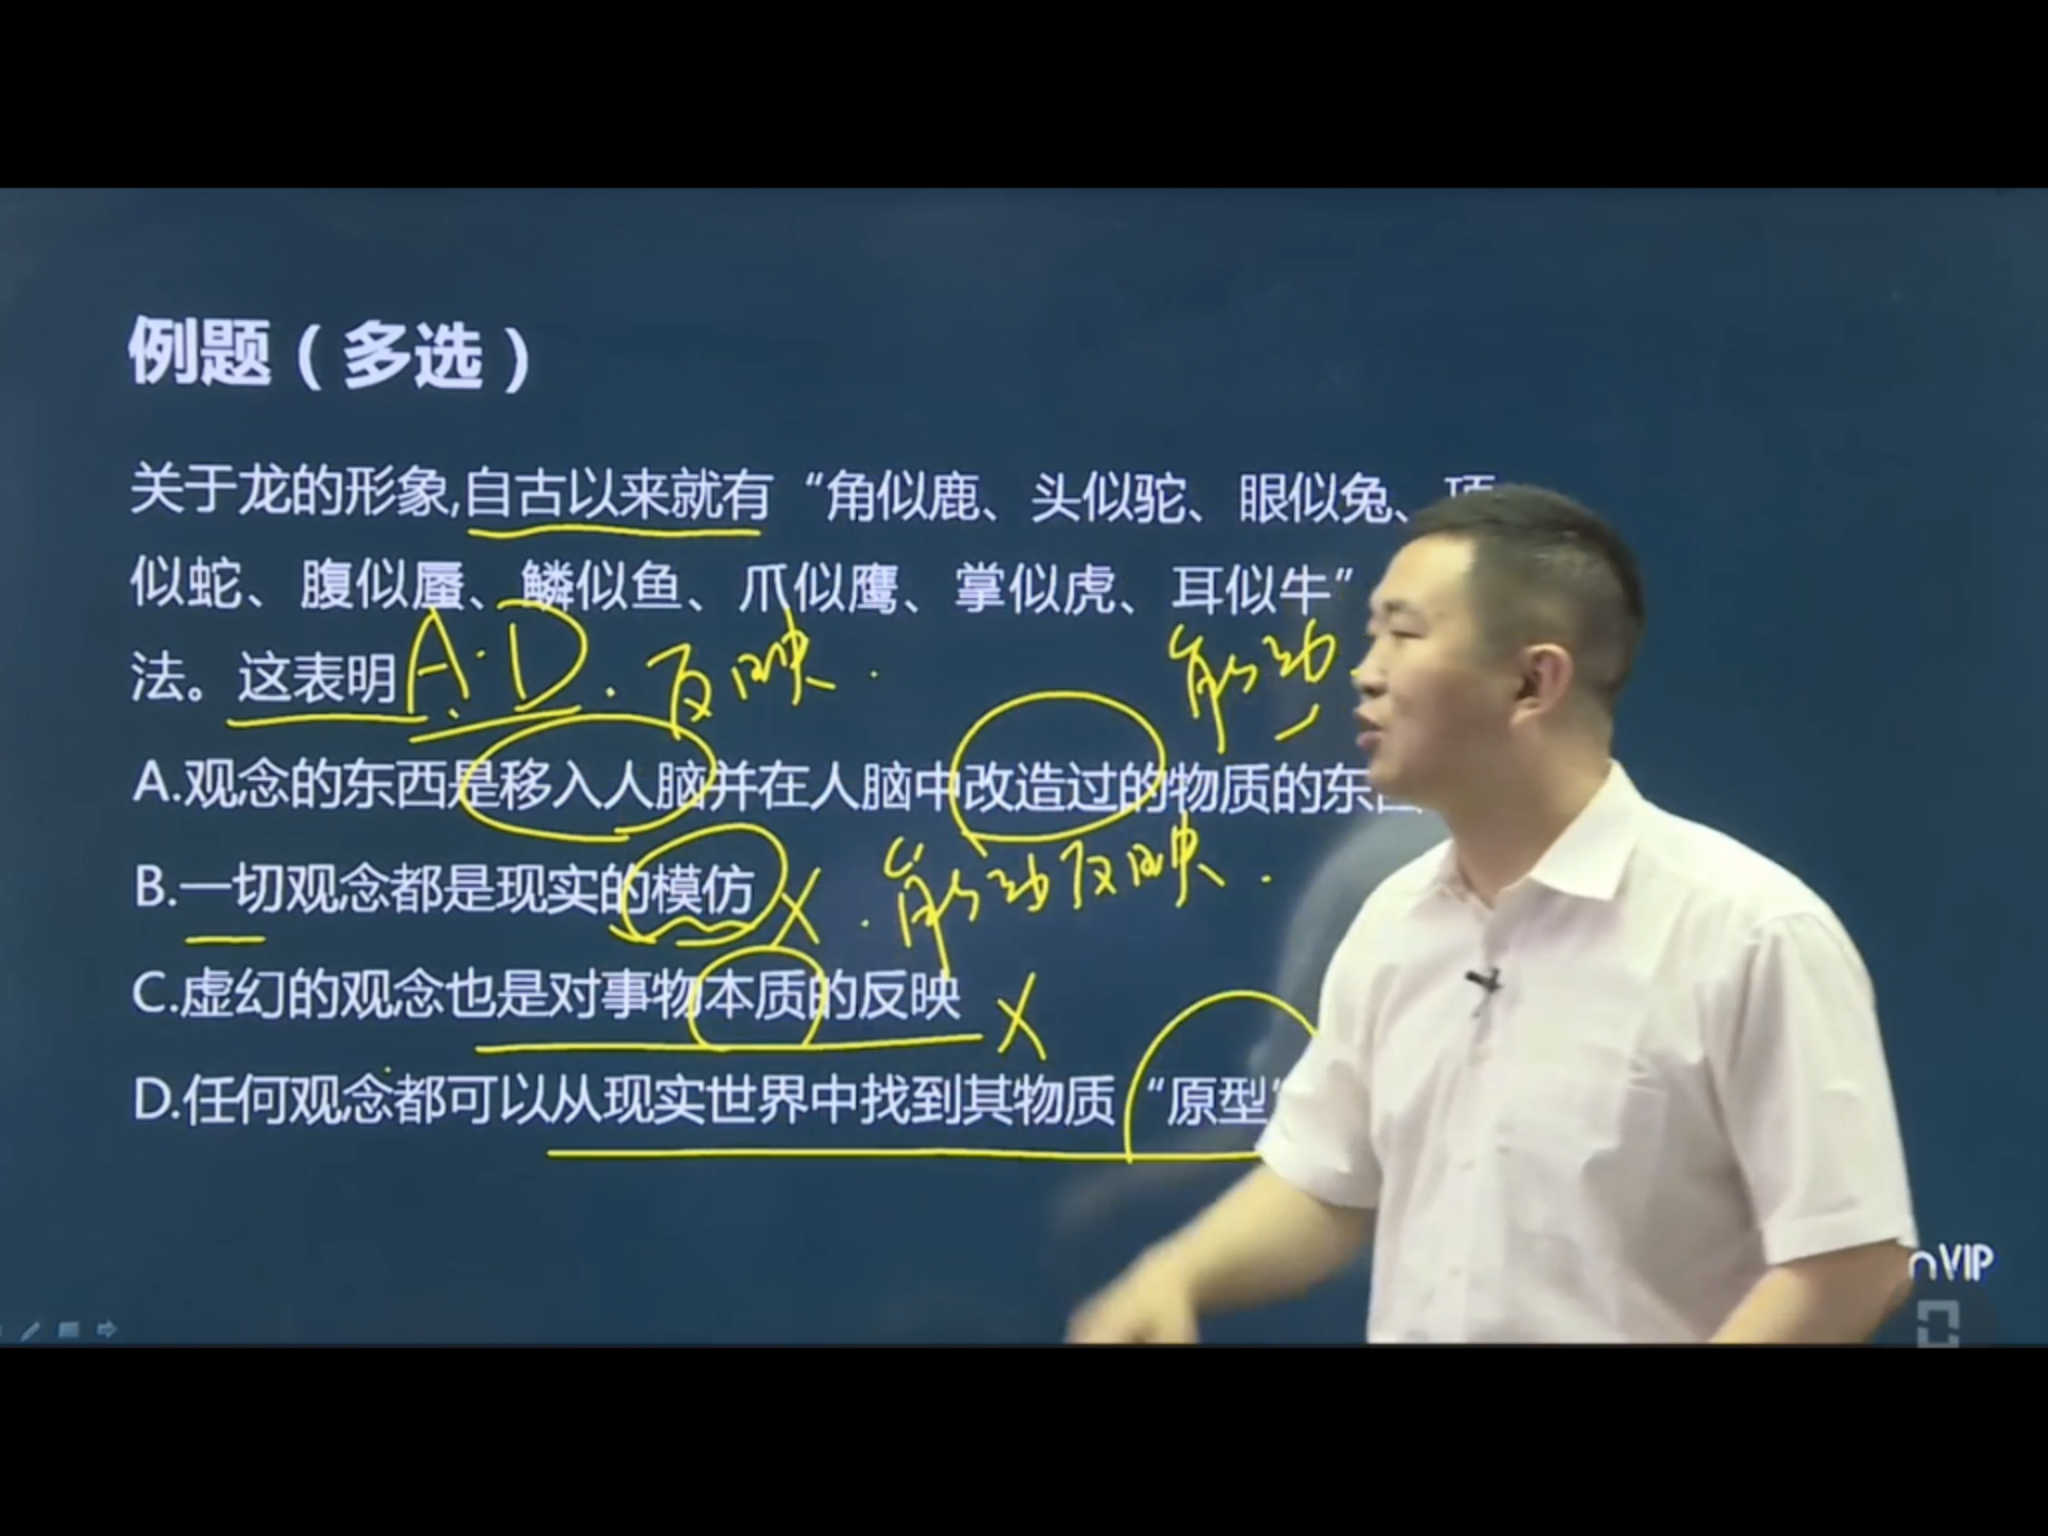 例题（多选）
关于龙的形象,自古以来就有“角似鹿、头似驼、眼似兔、项
似蛇、腹似蜃、鳞似鱼、爪似鹰、掌似虎、耳似牛”
法。这表明 A·D. 反映. 能动.
A.观念的东西是移入人脑并在人脑中改造过的物质的东西
B.一切观念都是现实的模仿 X. 能动反映.
C.虚幻的观念也是对事物本质的反映 X
D.任何观念都可以从现实世界中找到其物质“原型”
VIP